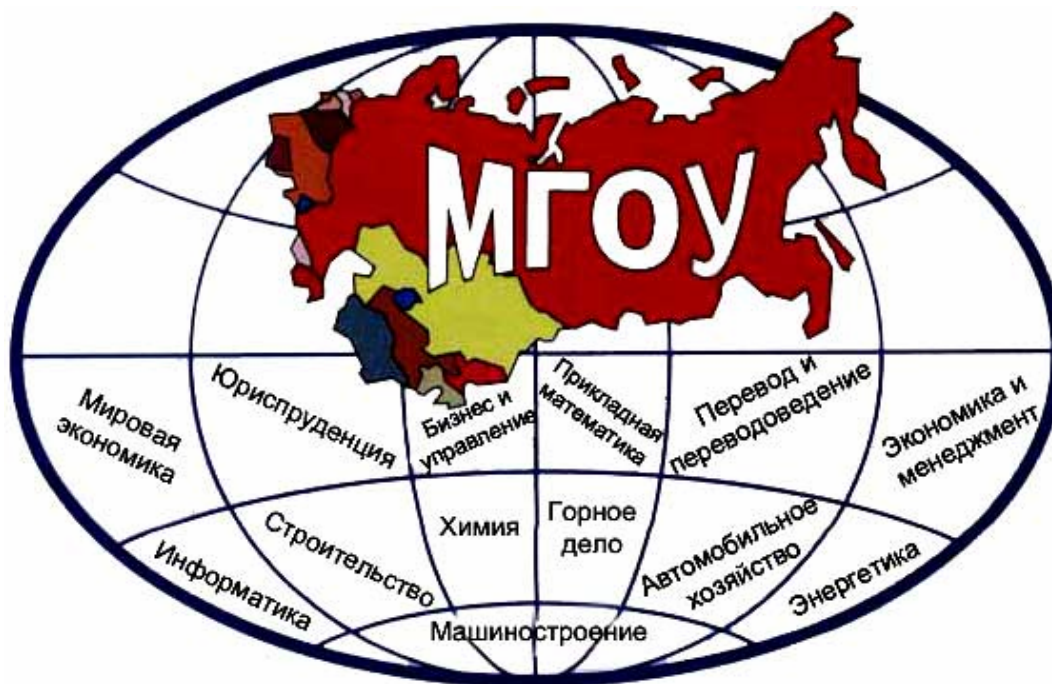 МГОУ
Мировая
экономика
Юриспруденция
Бизнес и
управление
Прикладная
математика
Перевод и
переводоведение
Экономика и
менеджмент
Информатика
Строительство
Химия
Горное
дело
Автомобильное
хозяйство
Энергетика
Машиностроение